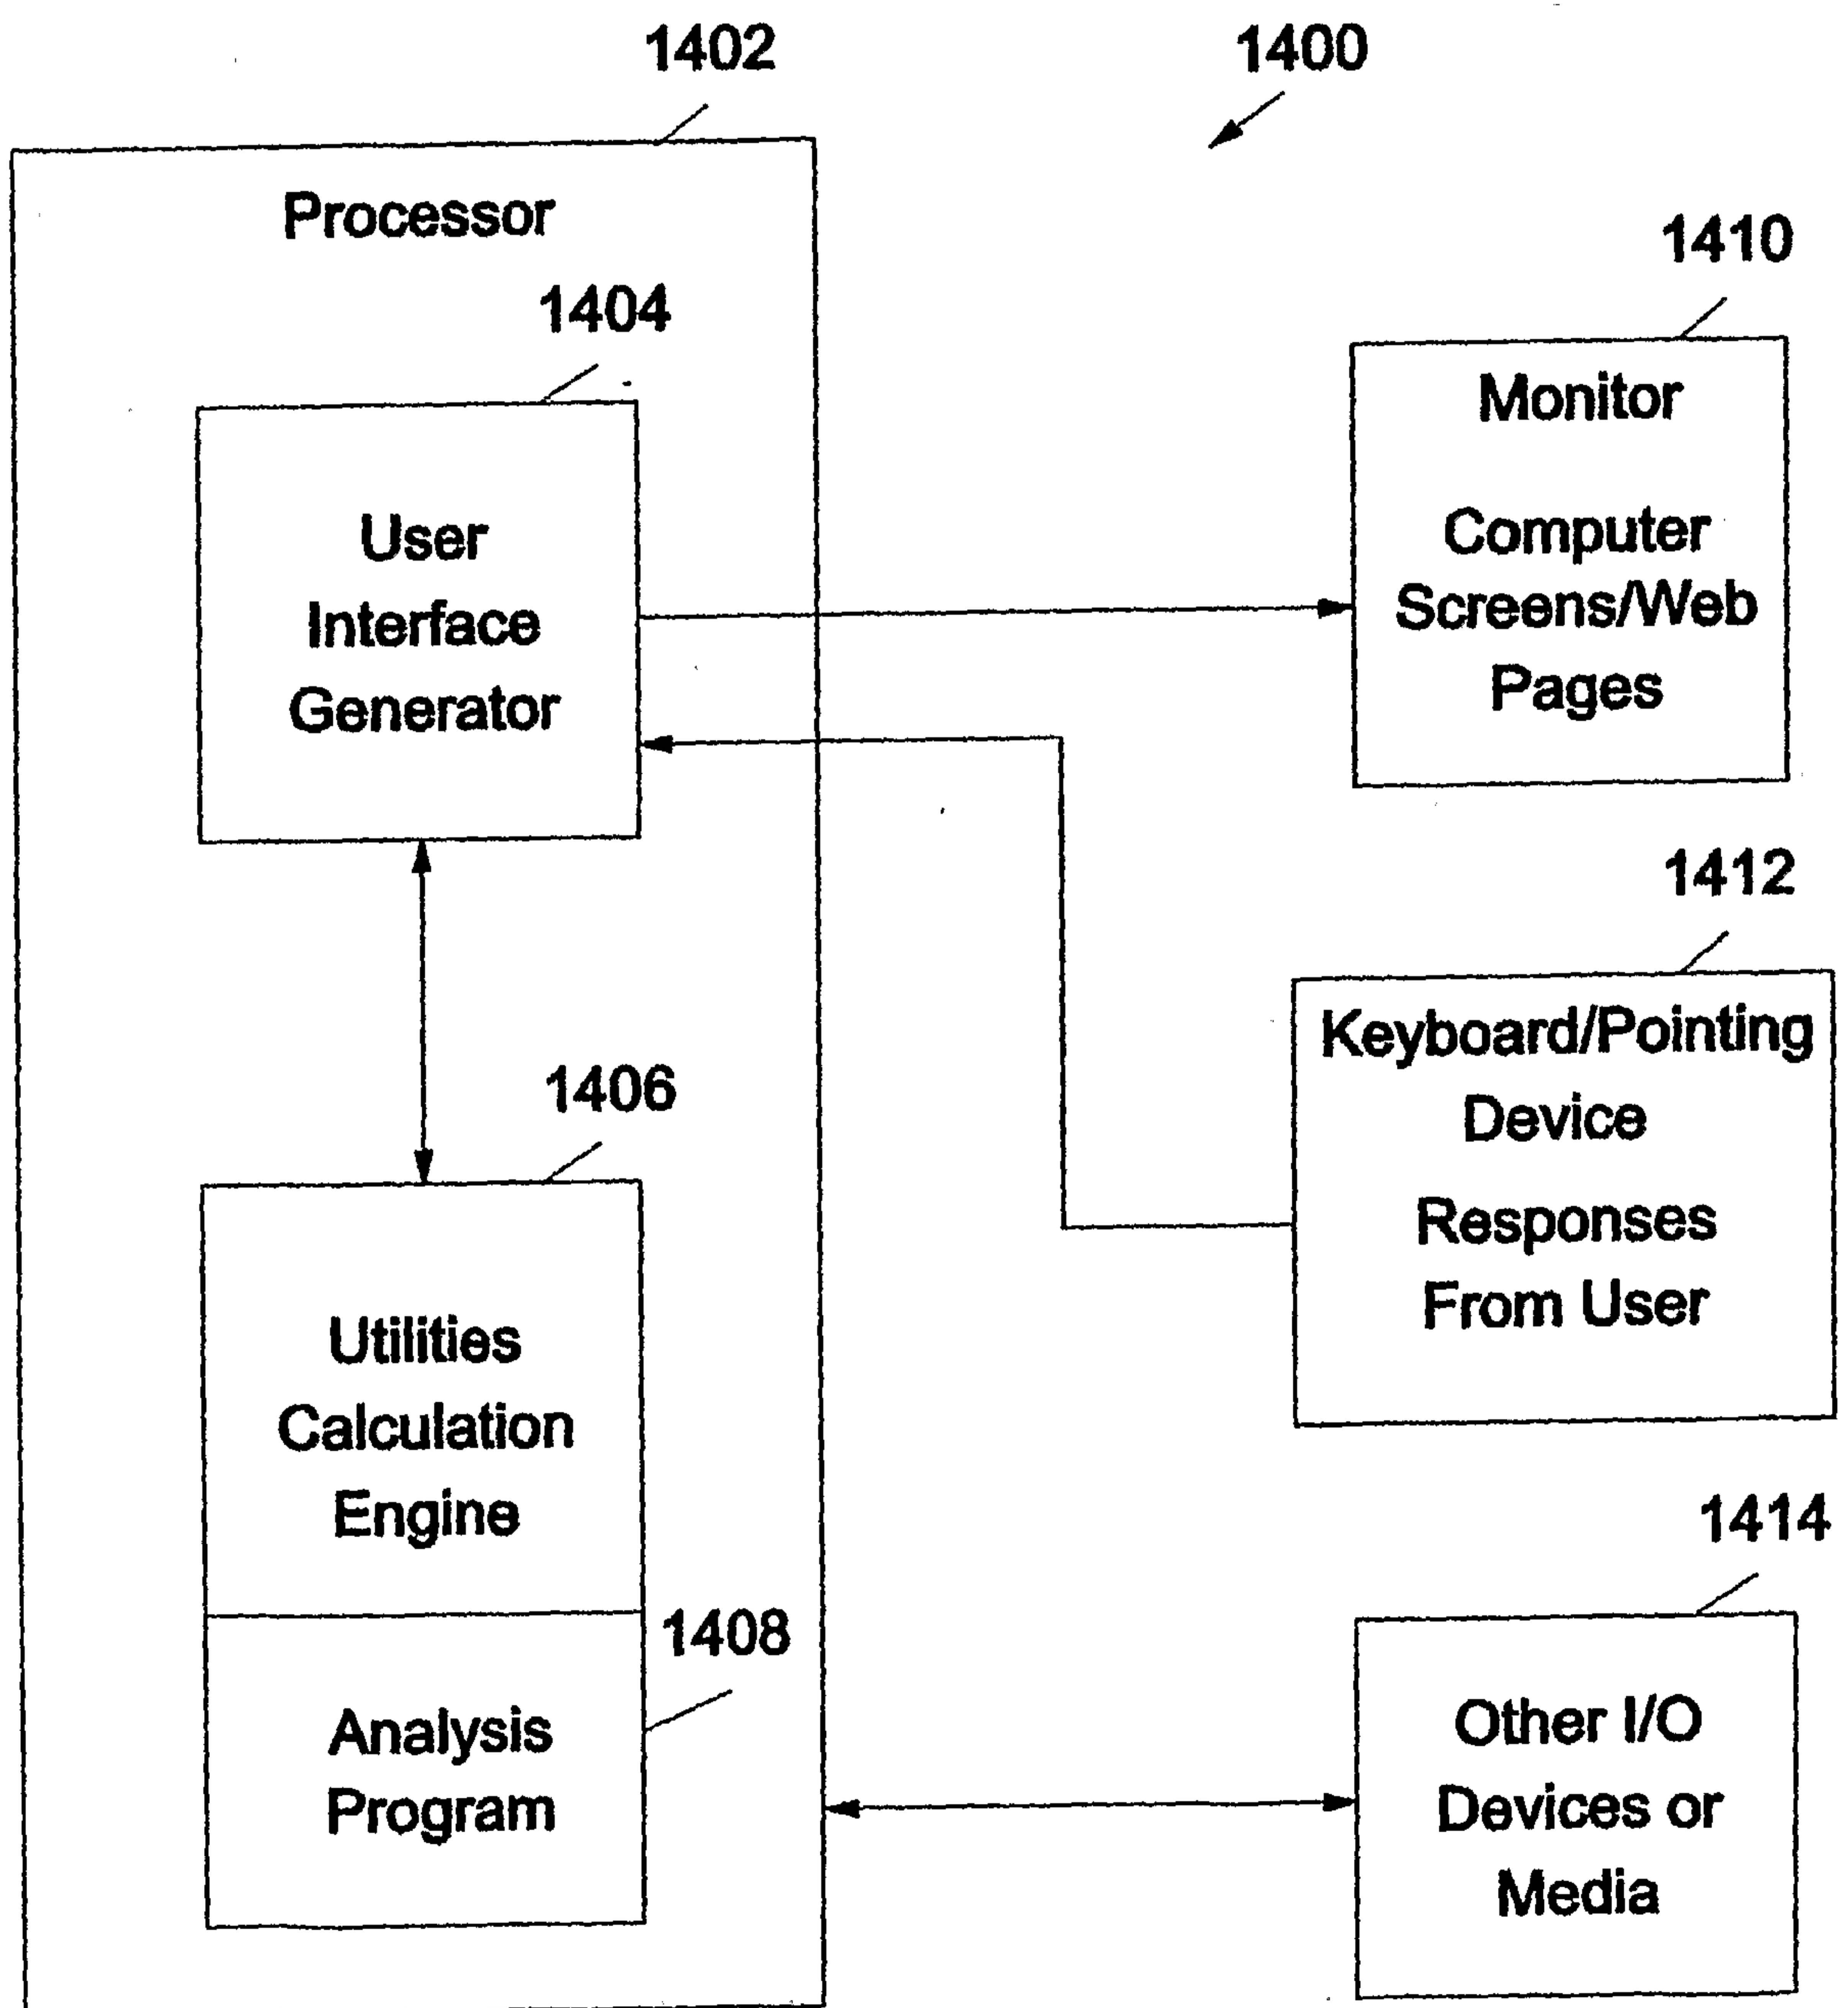 1402
1400
Processor
1410
1404
Monitor
Computer
Screens/Web
Pages
User
Interface
Generator
1412
Keyboard/Pointing
Device
Responses
From User
1406
Utilities
Calculation
Engine
1414
1408
Analysis
Program
Other I/O
Devices or
Media